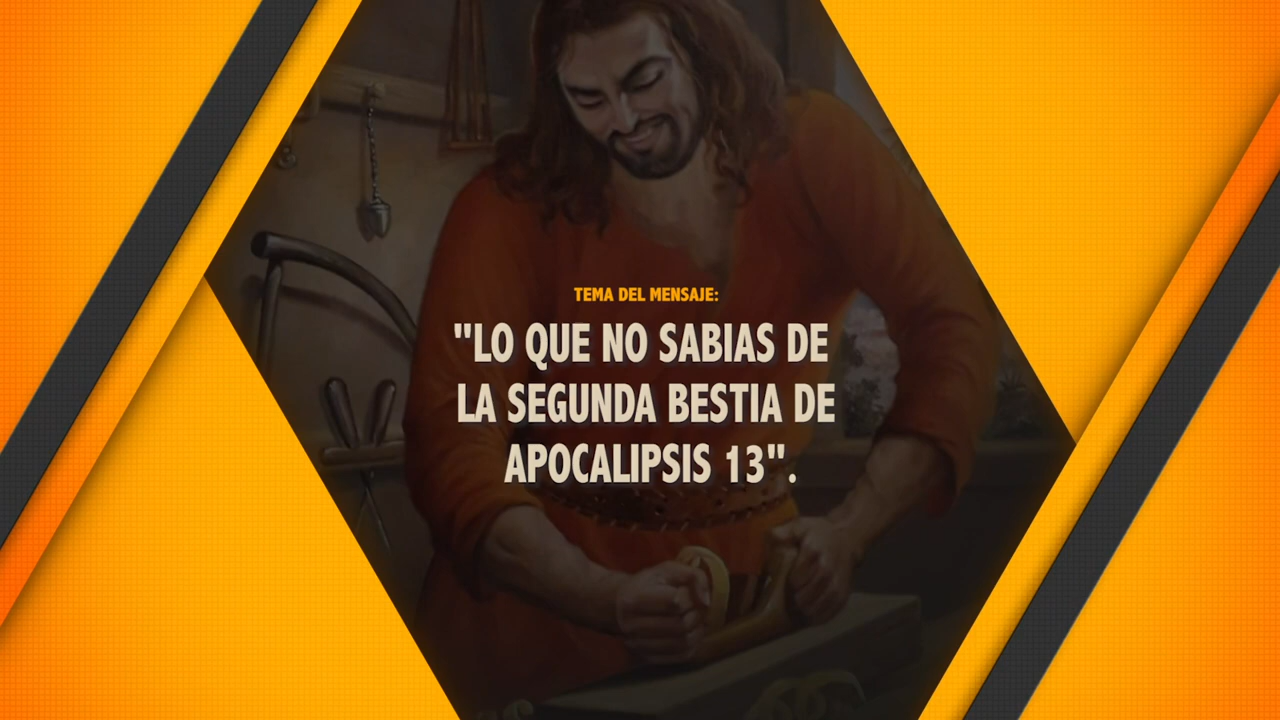 TEMA DEL MENSAJE:
"LO QUE NO SABIAS DE
LA SEGUNDA BESTIA DE
APOCALIPSIS 13".